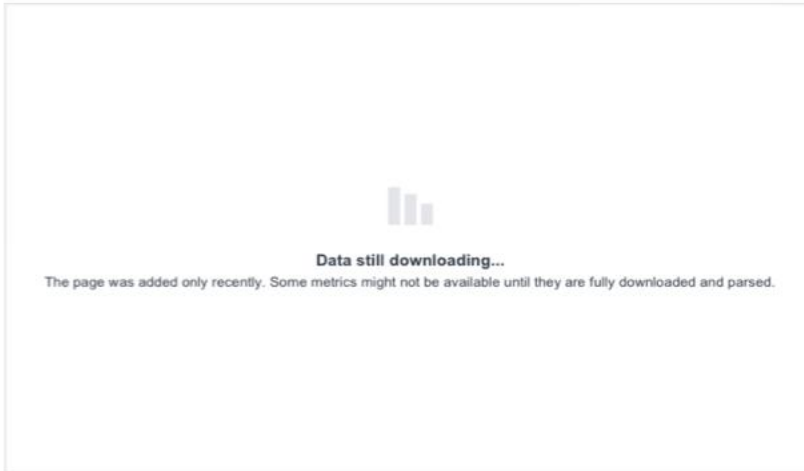 Data still downloading...
The page was added only recently. Some metrics might not be available until they are fully downloaded and parsed.